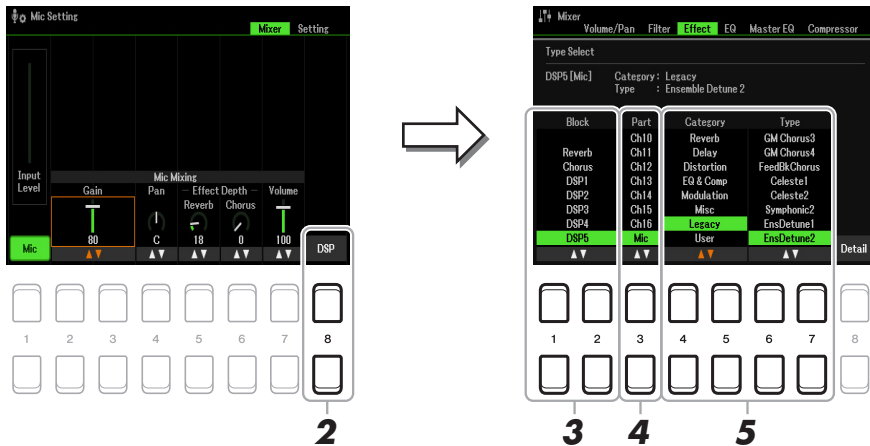 Mic Setting
Mixer Setting
Input Level
Mic Mixing
Gain Pan Effect Depth Volume
Reverb Chorus
80 C 18 0 100
Mic DSP
1 2 3 4 5 6 7 8
2
Mixer
Volume/Pan Filter Effect EQ Master EQ Compressor
Type Select
DSP5 [Mic] Category : Legacy
Type : Ensemble Detune 2
Block Part Category Type
Ch10 Reverb GM Chorus3
Reverb Ch11 Delay GM Chorus4
Chorus Ch12 Distortion FeedBkChorus
DSP1 Ch13 EQ & Comp Celeste1
DSP2 Ch14 Modulation Celeste2
DSP3 Ch15 Misc Symphonic2
DSP4 Ch16 Legacy EnsDetune1
DSP5 Mic User EnsDetune2
Detail
1 2 3 4 5 6 7 8
3 4 5